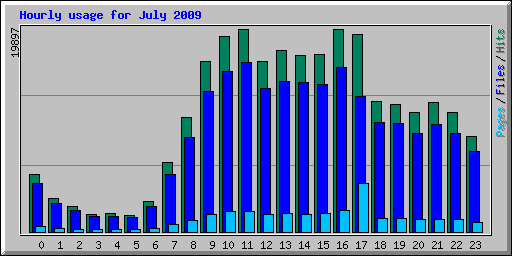 Hourly usage for July 2009
19897
Pages/Files/Hits
0 1 2 3 4 5 6 7 8 9 10 11 12 13 14 15 16 17 18 19 20 21 22 23